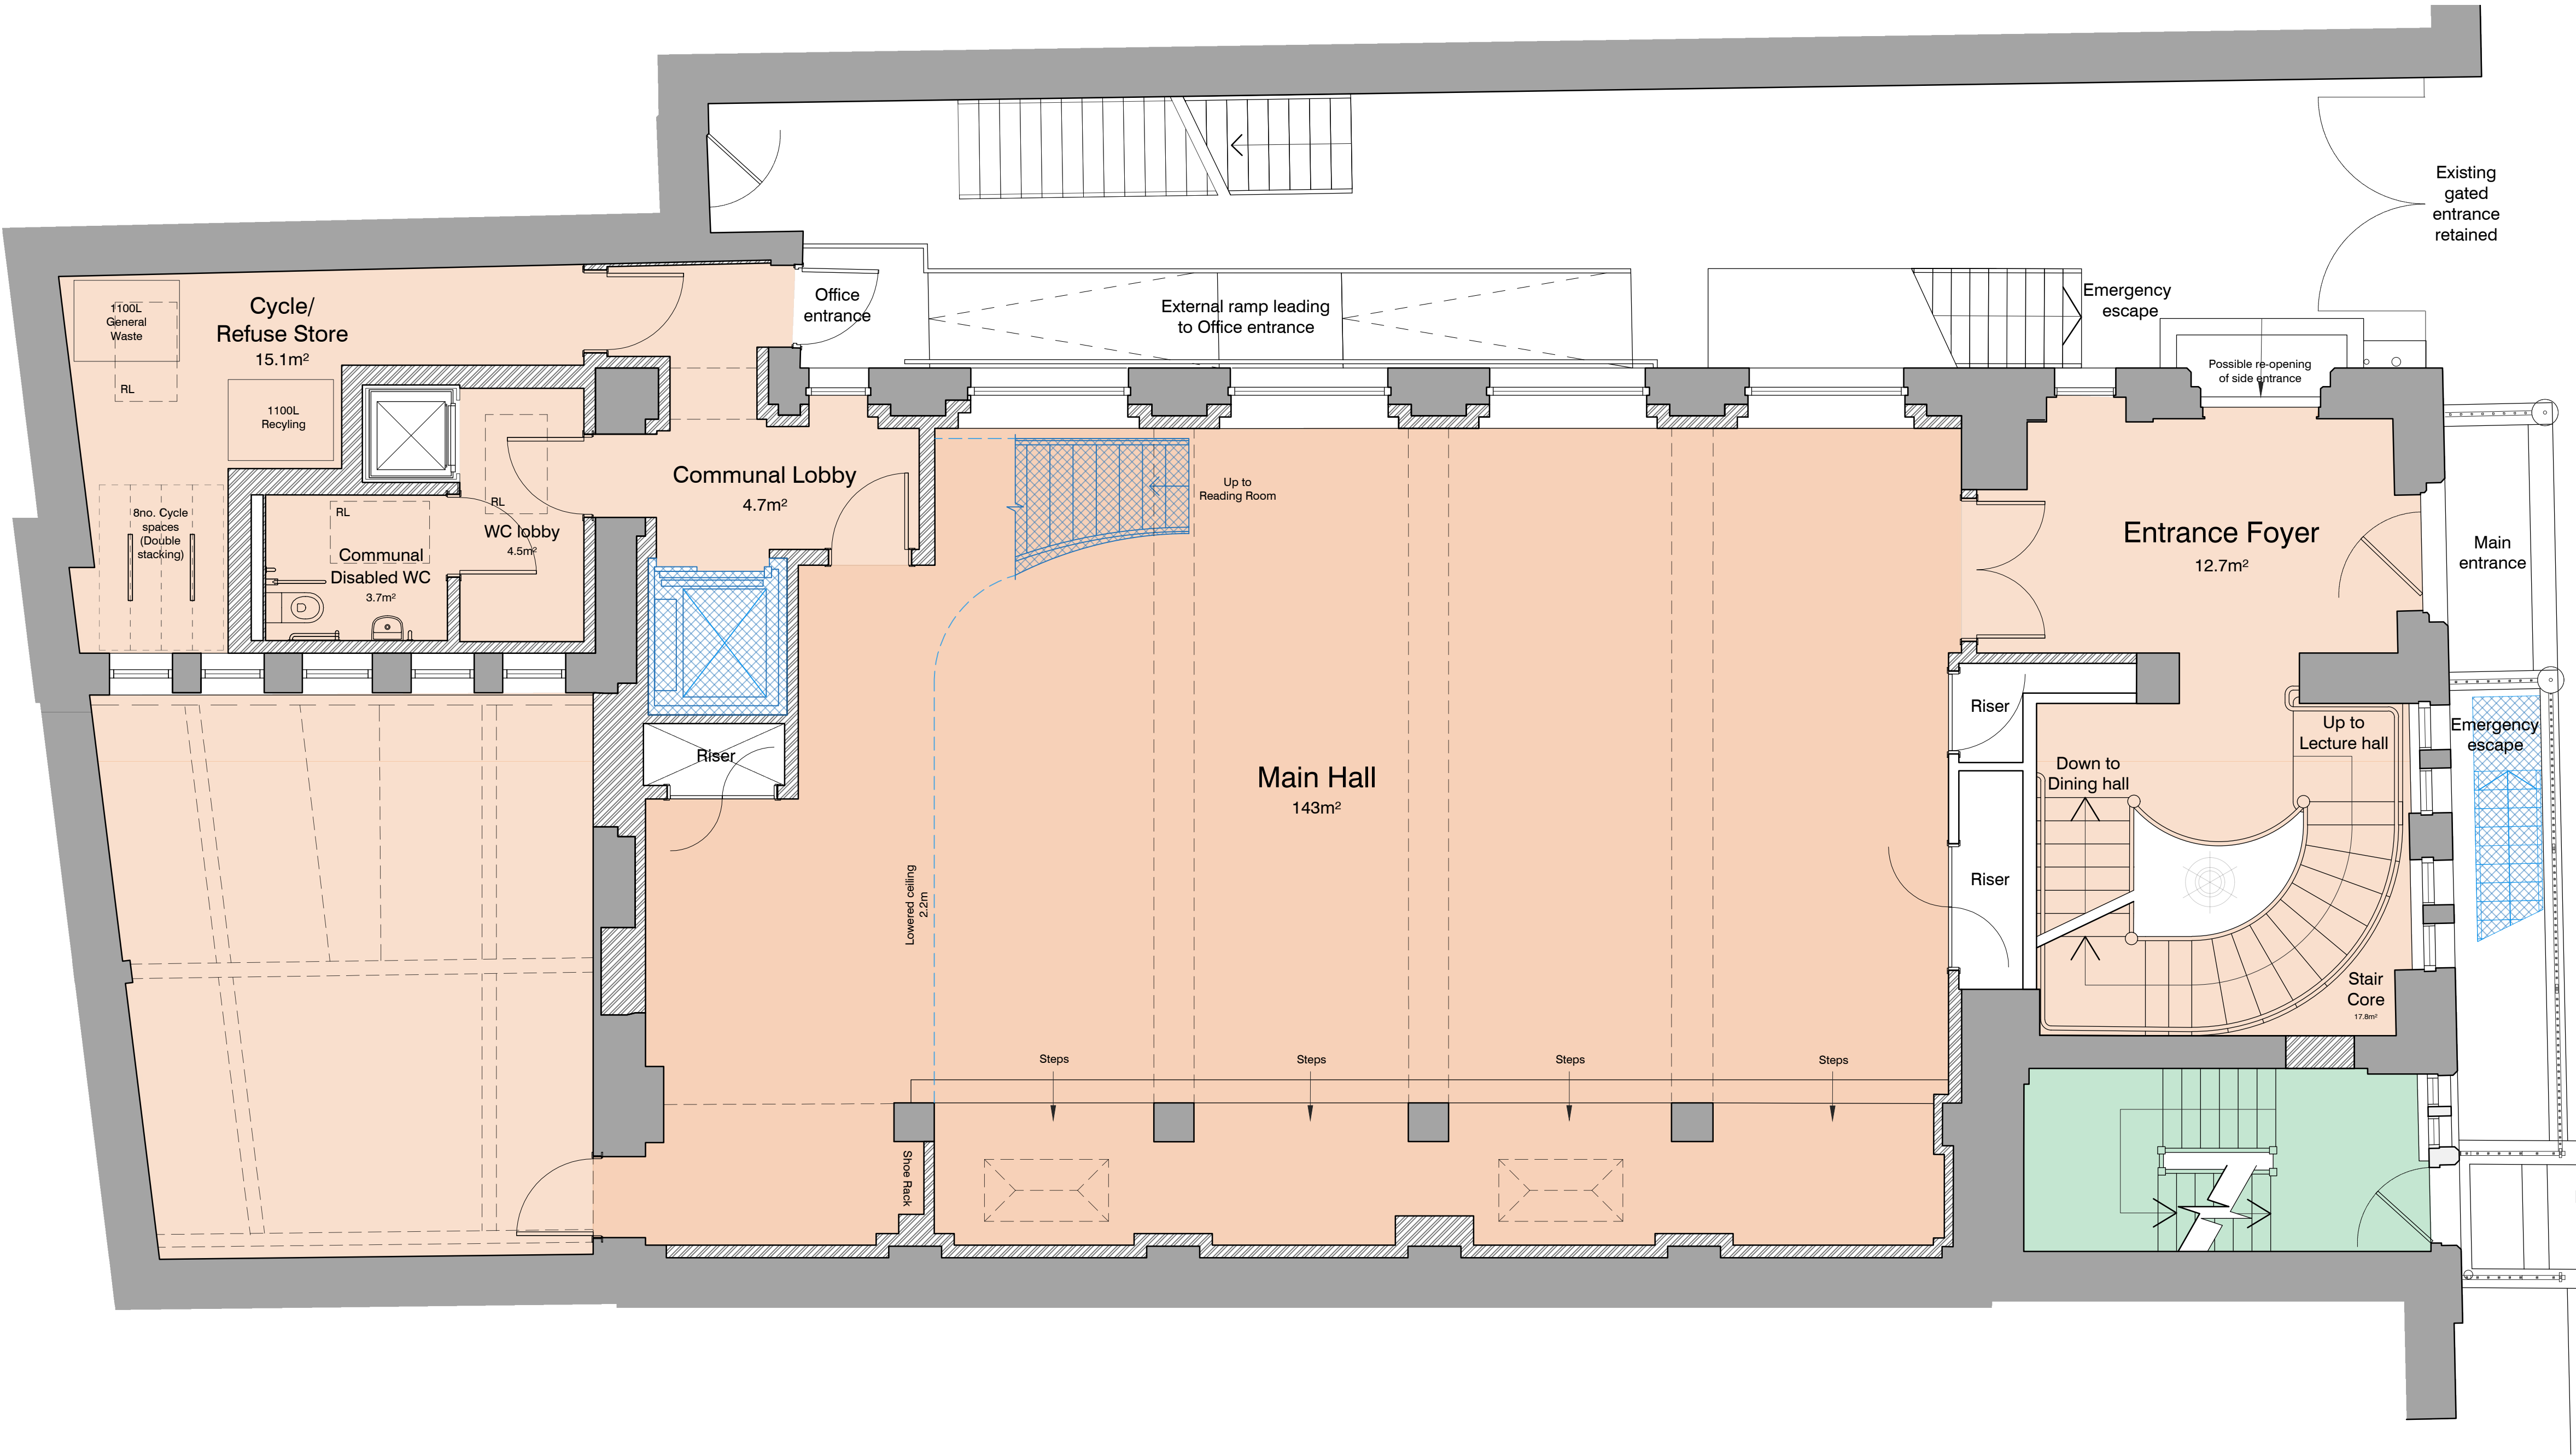 Existing
gated
entrance
retained
Office
entrance
External ramp leading
to Office entrance
Emergency
escape
Possible re-opening
of side entrance
1100L
General
Waste
RL
Cycle/
Refuse Store
15.1m²
1100L
Recyling
8no. Cycle
spaces
(Double
stacking)
RL
Communal
Disabled WC
3.7m²
RL
WC lobby
4.5m²
Communal Lobby
4.7m²
Up to
Reading Room
Entrance Foyer
12.7m²
Main
entrance
Riser
Riser
Riser
Main Hall
143m²
Lowered ceiling
2.2m
Up to
Lecture hall
Down to
Dining hall
Emergency
escape
Stair
Core
17.8m²
Steps
Steps
Steps
Steps
Shoe Rack